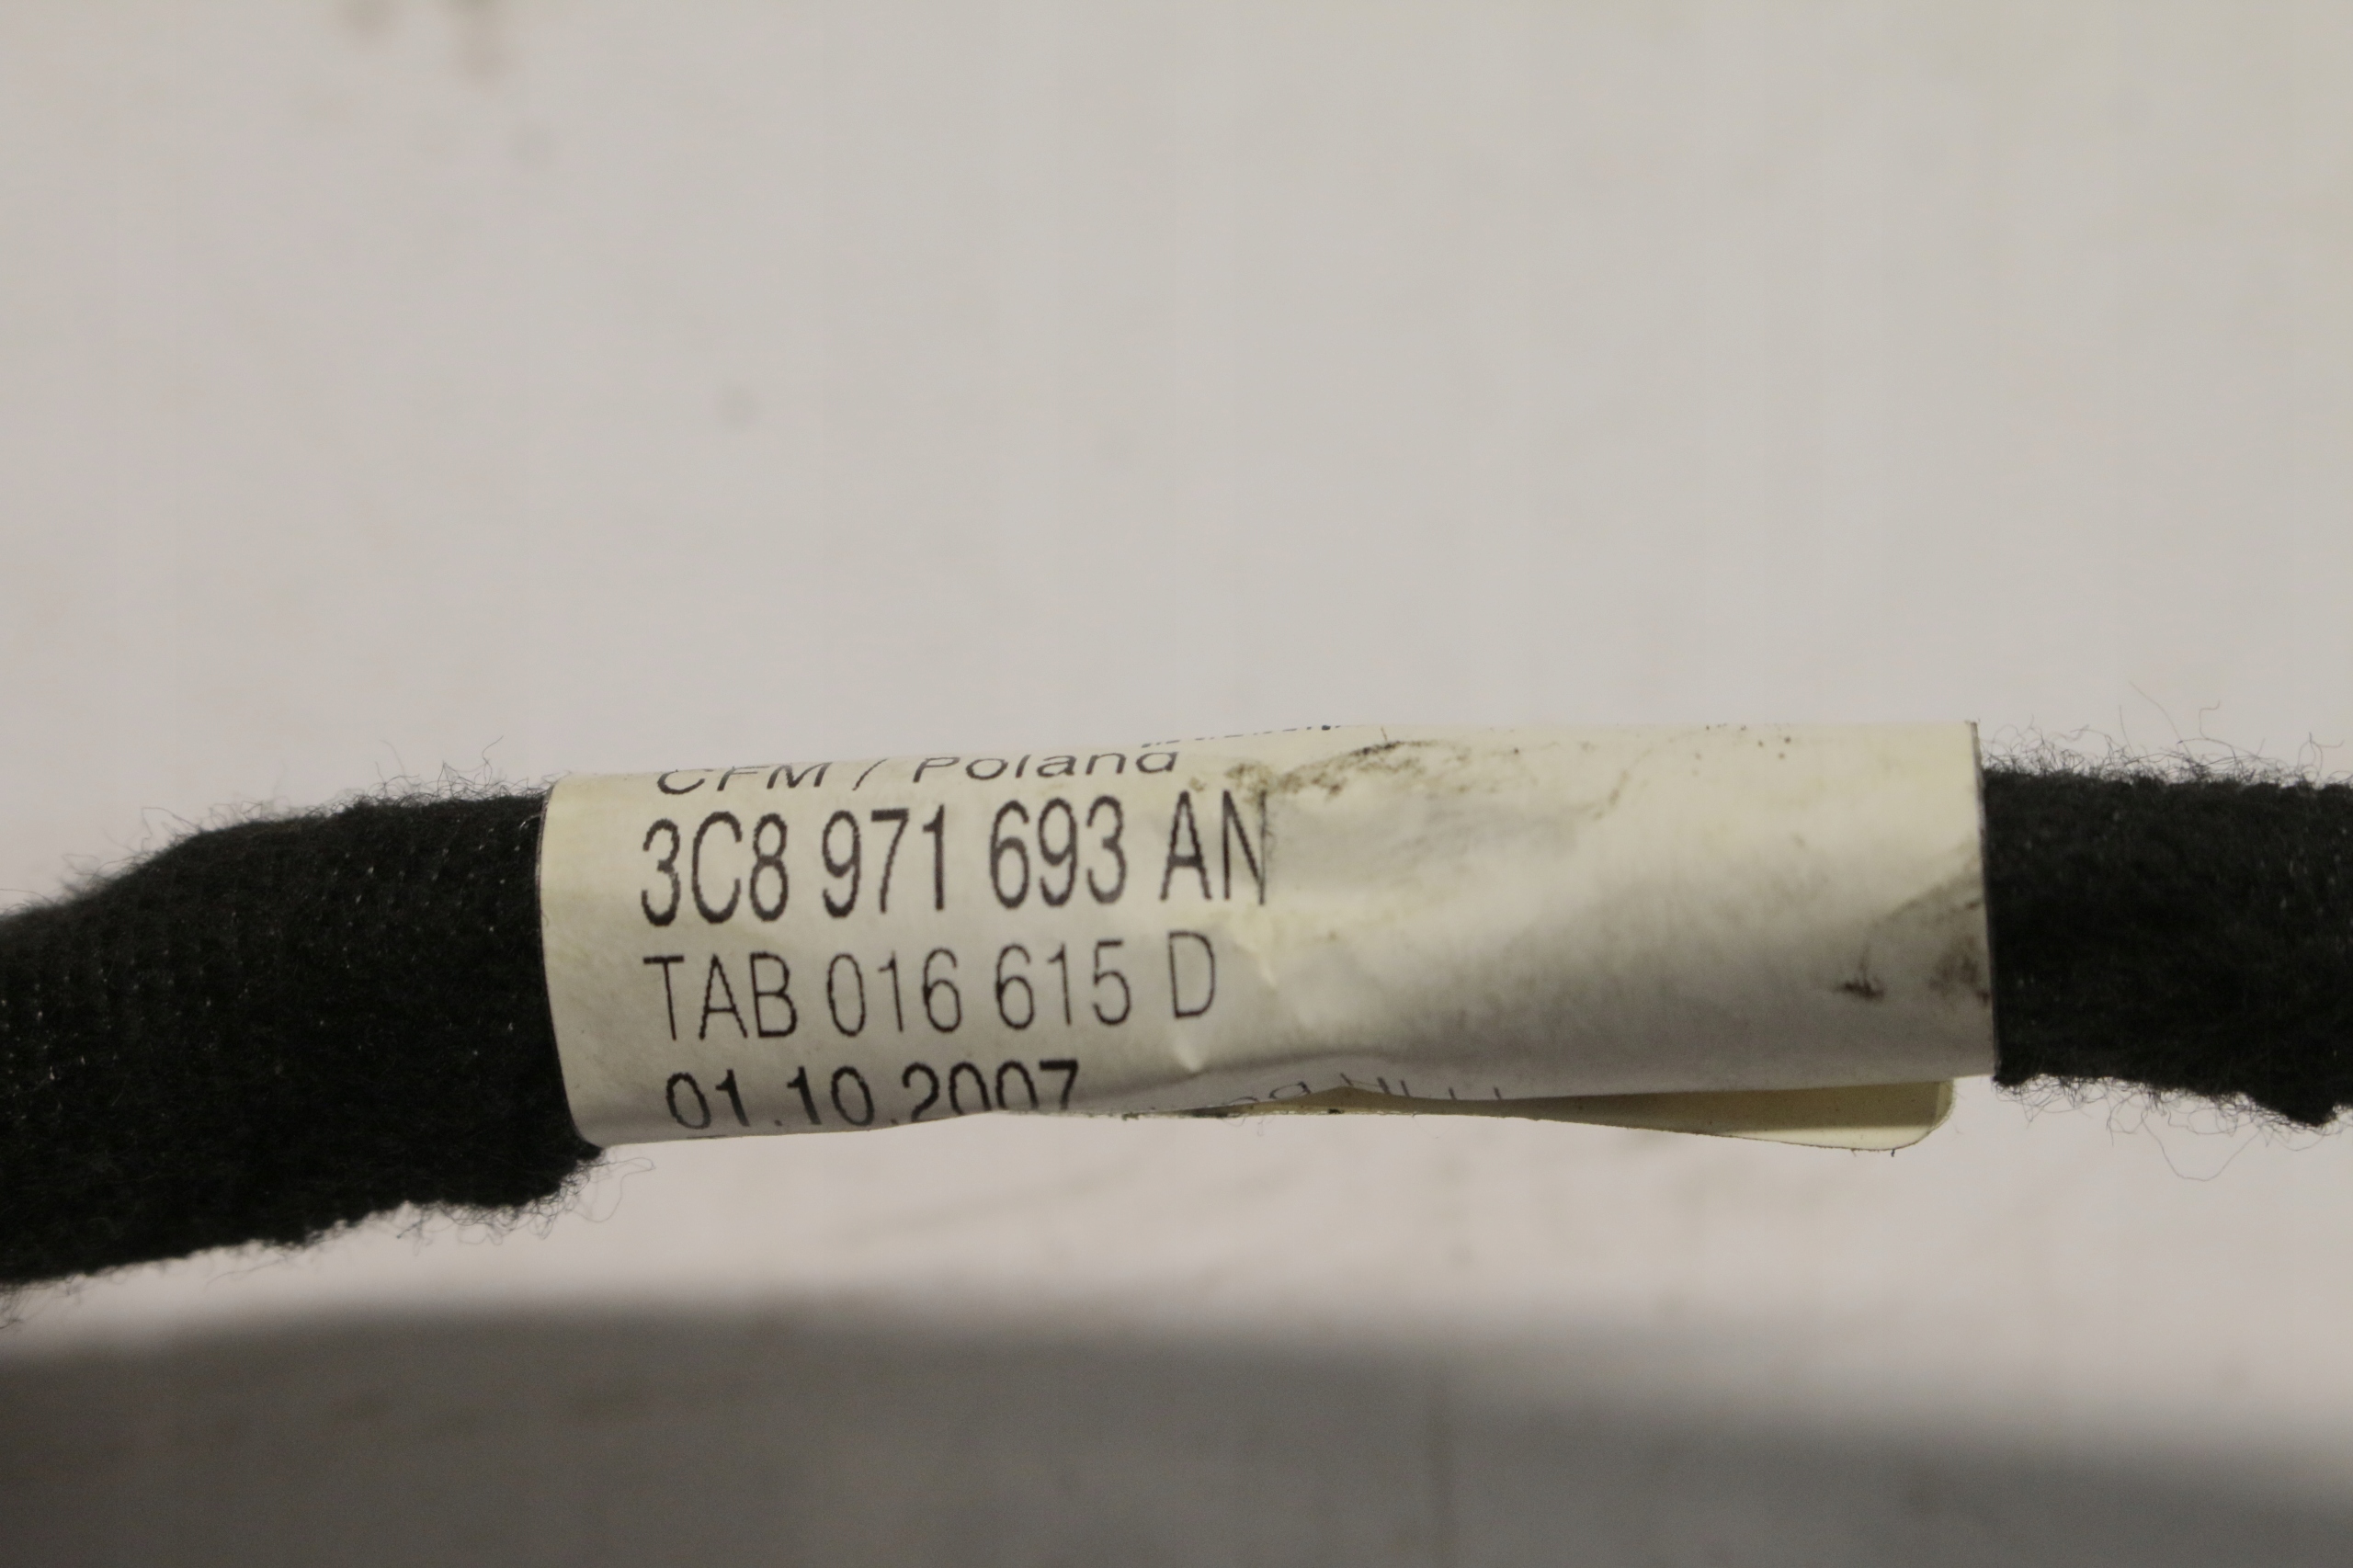 CFM / Poland
3C8 971 693 AN
TAB 016 615 D
01.10.2007